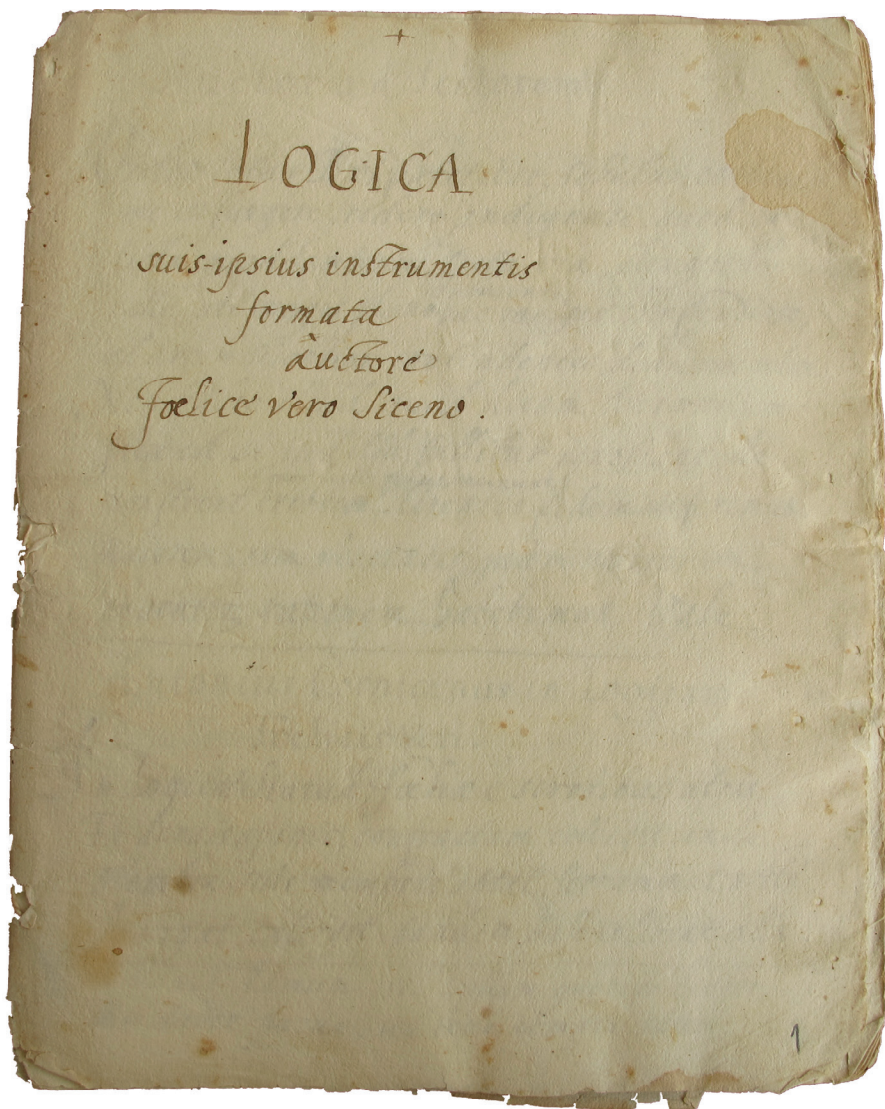 +
LOGICA
suis-ipsius instrumentis
formata
auctore
Foelice vero Siceno.
1